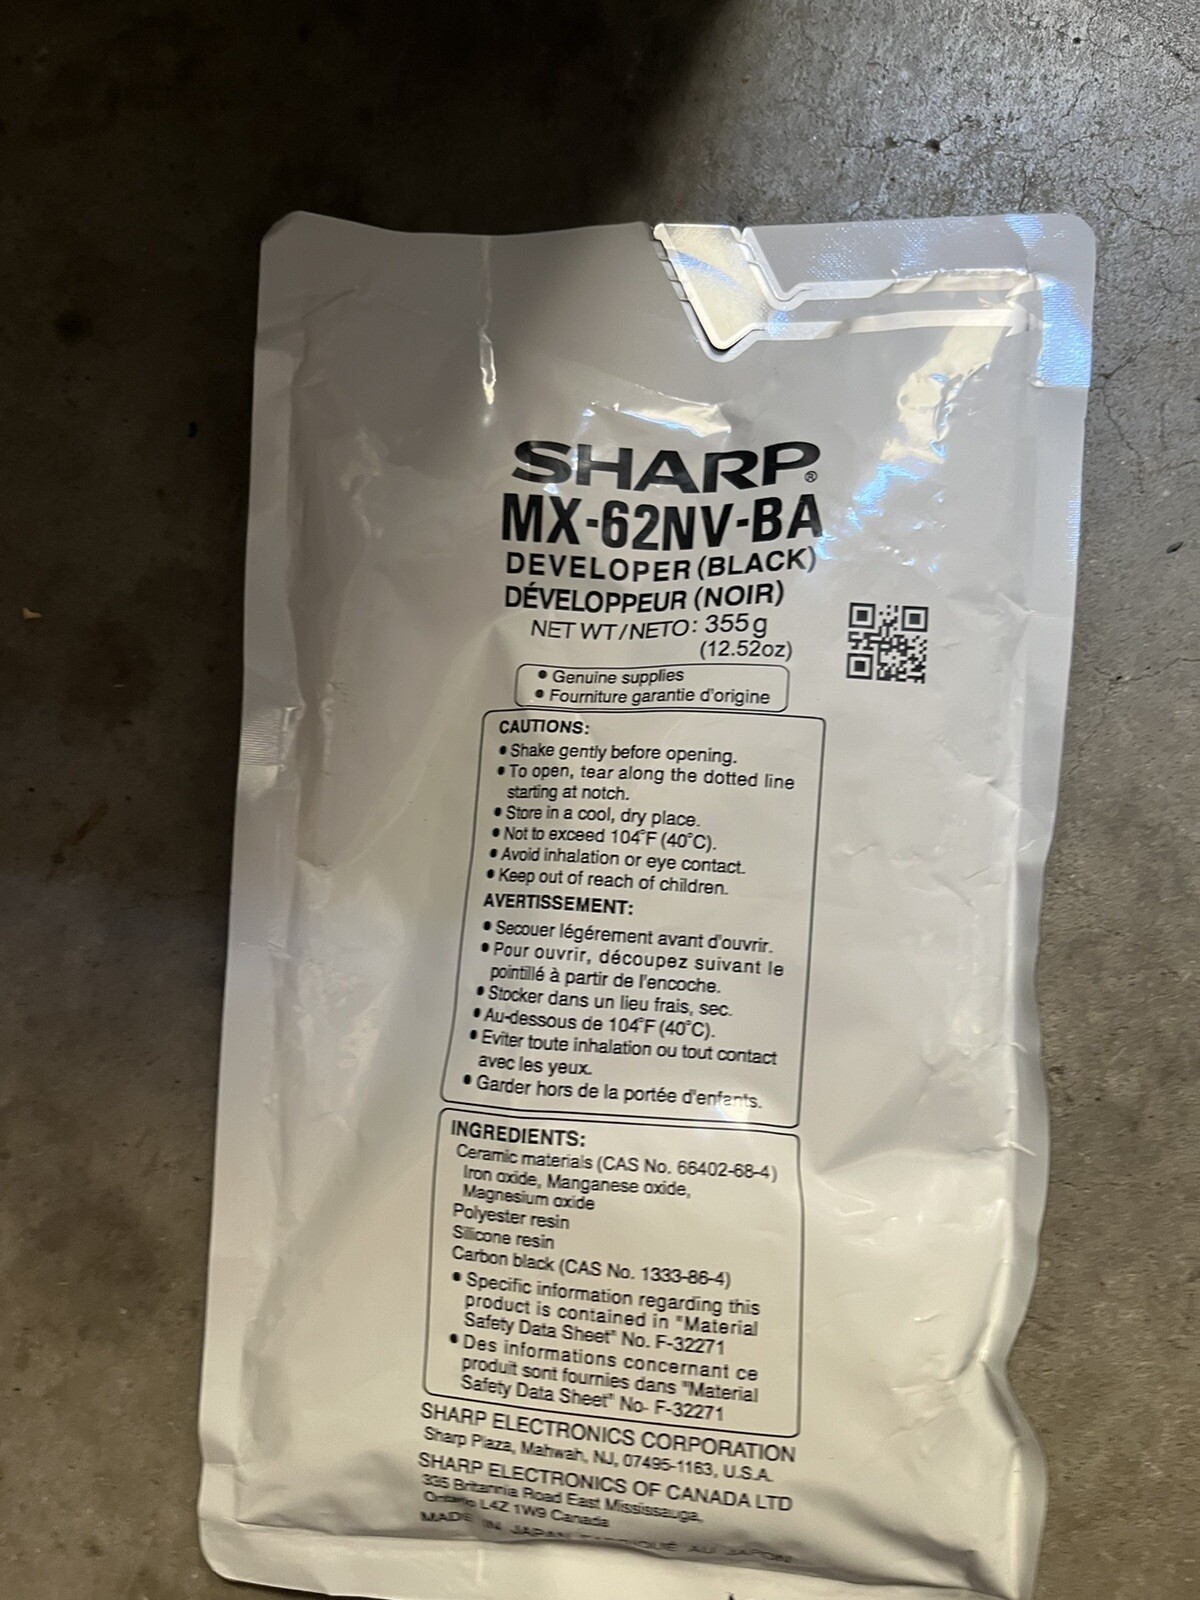 SHARP®
MX-62NV-BA
DEVELOPER (BLACK)
DÉVELOPPEUR (NOIR)
NET WT/NETO: 355g
(12.52oz)
• Genuine supplies
• Fourniture garantie d'origine
CAUTIONS:
• Shake gently before opening.
• To open, tear along the dotted line
starting at notch.
• Store in a cool, dry place.
• Not to exceed 104°F (40°C).
• Avoid inhalation or eye contact.
• Keep out of reach of children.
AVERTISSEMENT:
• Secouer légérement avant d'ouvrir.
• Pour ouvrir, découpez suivant le
pointillé à partir de l'encoche.
• Stocker dans un lieu frais, sec.
• Au-dessous de 104°F (40°C).
• Eviter toute inhalation ou tout contact
avec les yeux.
• Garder hors de la portée d'enfants.
INGREDIENTS:
Ceramic materials (CAS No. 66402-68-4)
Iron oxide, Manganese oxide,
Magnesium oxide
Polyester resin
Silicone resin
Carbon black (CAS No. 1333-86-4)
• Specific information regarding this
product is contained in "Material
Safety Data Sheet" No. F-32271
• Des informations concernant ce
produit sont fournies dans "Material
Safety Data Sheet" No- F-32271
SHARP ELECTRONICS CORPORATION
Sharp Plaza, Mahwah, NJ, 07495-1163, U.S.A.
SHARP ELECTRONICS OF CANADA LTD
335 Britannia Road East Mississauga,
Ontario L4Z 1W9 Canada
MADE IN JAPAN FABRIQUÉ AU JAPON